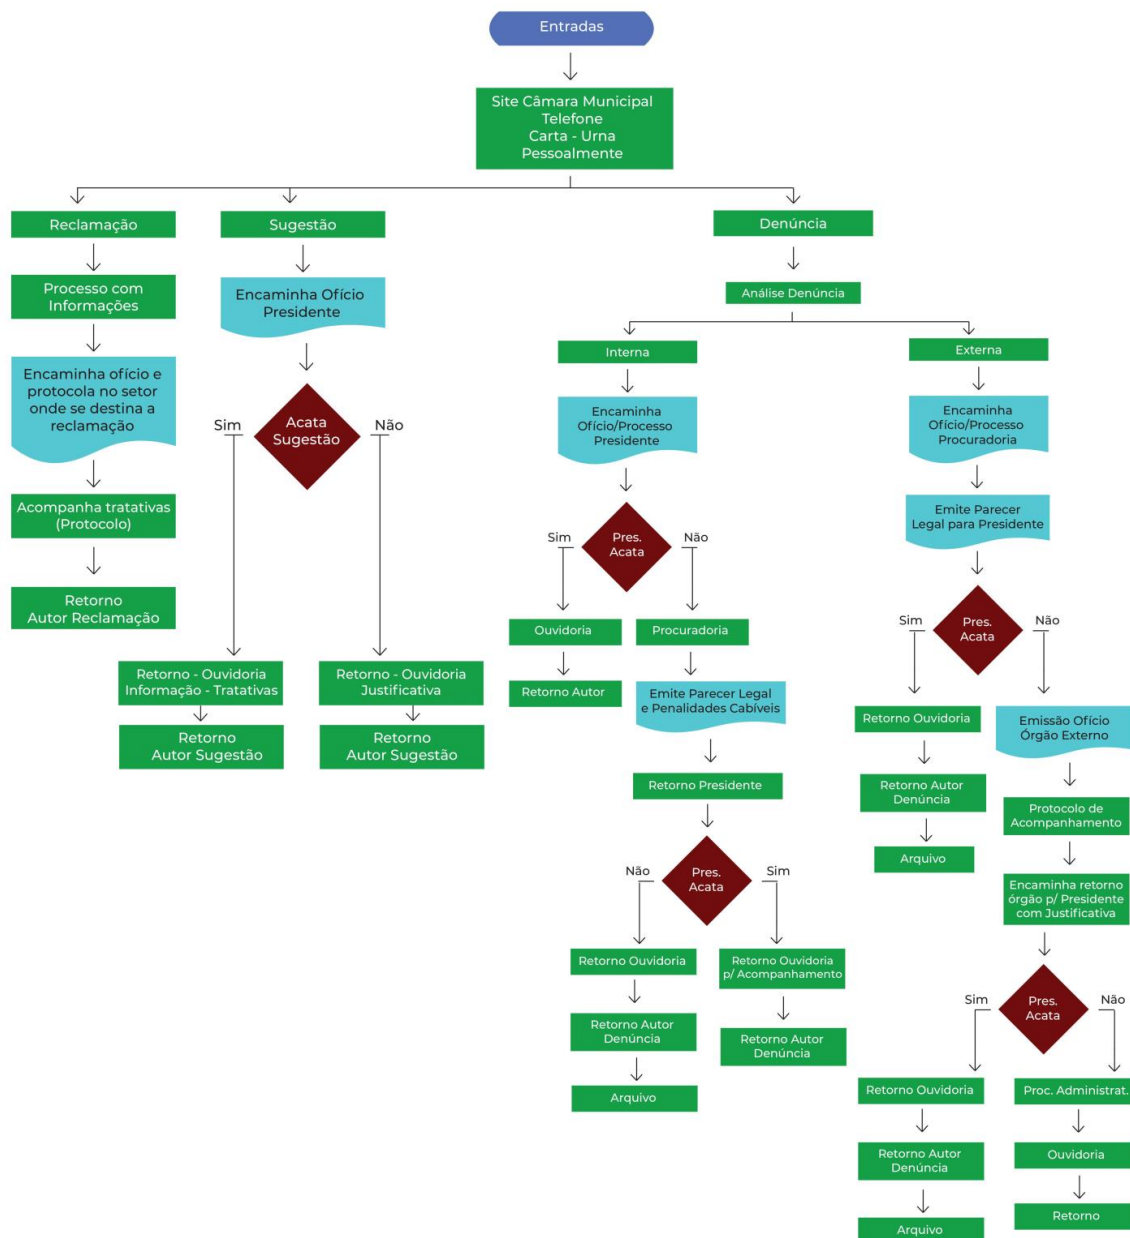 Entradas
Site Câmara Municipal
Telefone
Carta - Urna
Pessoalmente
Reclamação
Processo com
Informações
Encaminha ofício e
protocola no setor
onde se destina a
reclamação
Acompanha tratativas
(Protocolo)
Retorno
Autor Reclamação
Sugestão
Encaminha Ofício
Presidente
Acata
Sugestão
Sim
Não
Retorno - Ouvidoria
Informação - Tratativas
Retorno
Autor Sugestão
Retorno - Ouvidoria
Justificativa
Retorno
Autor Sugestão
Denúncia
Análise Denúncia
Interna
Encaminha
Ofício/Processo
Presidente
Pres.
Acata
Sim
Não
Ouvidoria
Retorno Autor
Procuradoria
Emite Parecer Legal
e Penalidades Cabíveis
Retorno Presidente
Pres.
Acata
Não
Sim
Retorno Ouvidoria
Retorno Autor
Denúncia
Arquivo
Retorno Ouvidoria
p/ Acompanhamento
Retorno Autor
Denúncia
Externa
Encaminha
Ofício/Processo
Procuradoria
Emite Parecer
Legal para Presidente
Pres.
Acata
Sim
Não
Retorno Ouvidoria
Retorno Autor
Denúncia
Arquivo
Emissão Ofício
Órgão Externo
Protocolo de
Acompanhamento
Encaminha retorno
órgão p/ Presidente
com Justificativa
Pres.
Acata
Sim
Não
Retorno Ouvidoria
Retorno Autor
Denúncia
Arquivo
Proc. Administrat.
Ouvidoria
Retorno